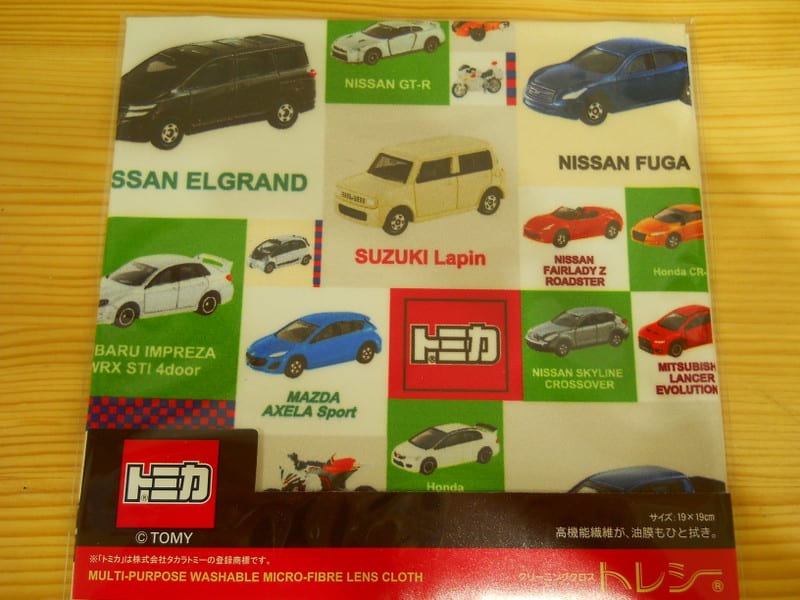 NISSAN GT-R
SSAN ELGRAND
NISSAN FUGA
SUZUKI Lapin
NISSAN
FAIRLADY Z
ROADSTER
Honda CR-
BARU IMPREZA
WRX STI 4door
MAZDA
AXELA Sport
トミカ
NISSAN SKYLINE
CROSSOVER
MITSUBISH
LANCER
EVOLUTION
Honda
トミカ
®
© TOMY
サイズ:19×19cm
高機能繊維が、油膜もひと拭き。
※「トミカ」は株式会社タカラトミーの登録商標です。
MULTI-PURPOSE WASHABLE MICRO-FIBRE LENS CLOTH
クリーニングクロス トレシー®